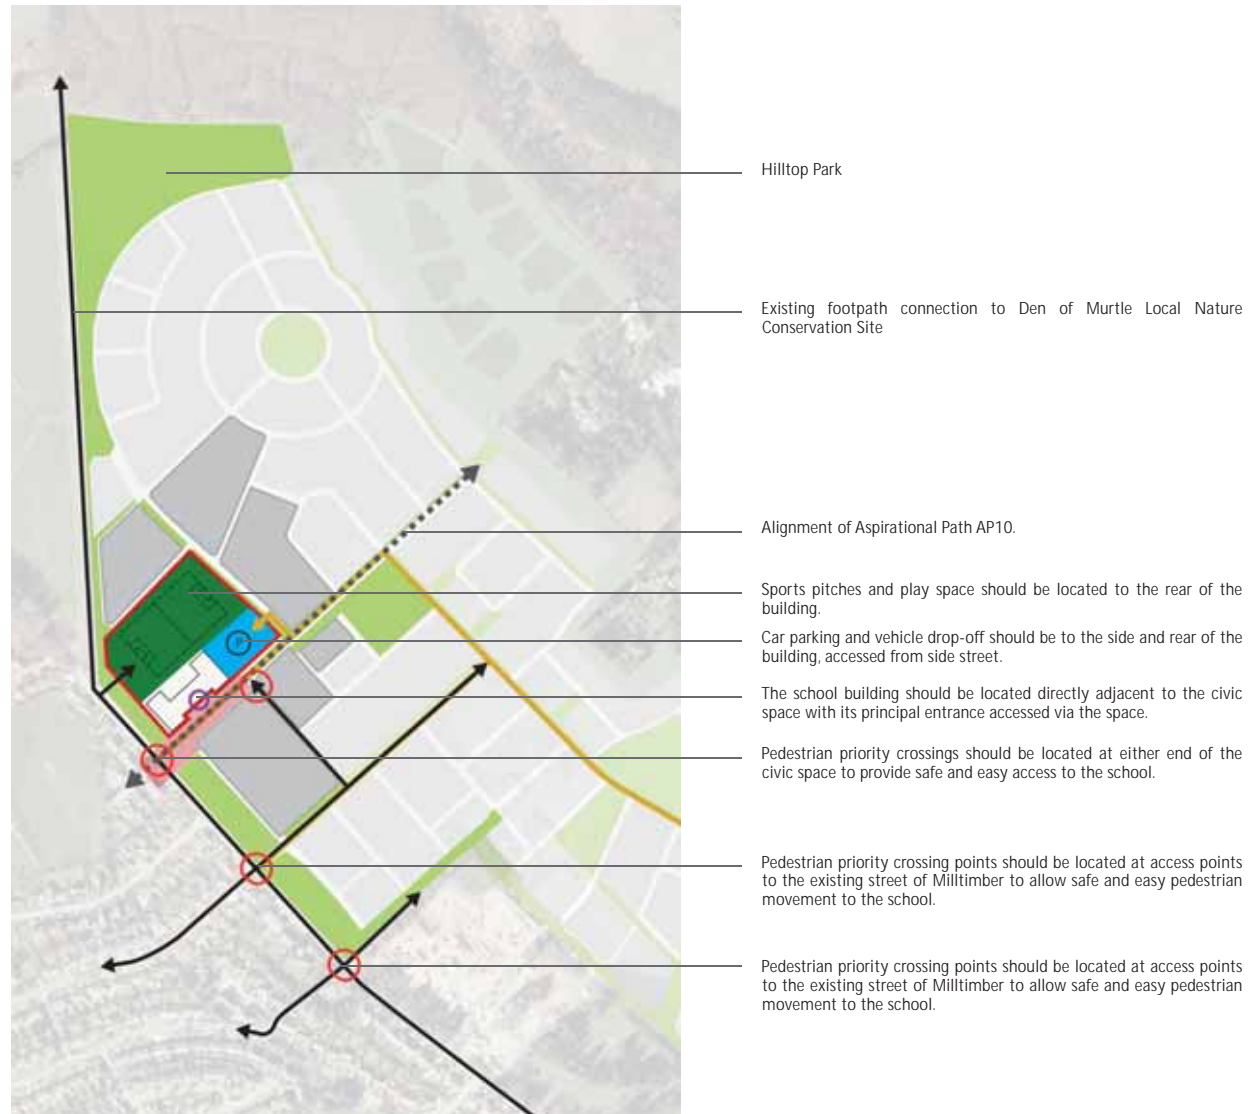 Hilltop Park
Existing footpath connection to Den of Murtle Local Nature
Conservation Site
Alignment of Aspirational Path AP10.
Sports pitches and play space should be located to the rear of the
building.
Car parking and vehicle drop-off should be to the side and rear of the
building, accessed from side street.
P
The school building should be located directly adjacent to the civic
space with its principal entrance accessed via the space.
Pedestrian priority crossings should be located at either end of the
civic space to provide safe and easy access to the school.
Pedestrian priority crossing points should be located at access points
to the existing street of Milltimber to allow safe and easy pedestrian
movement to the school.
Pedestrian priority crossing points should be located at access points
to the existing street of Milltimber to allow safe and easy pedestrian
movement to the school.